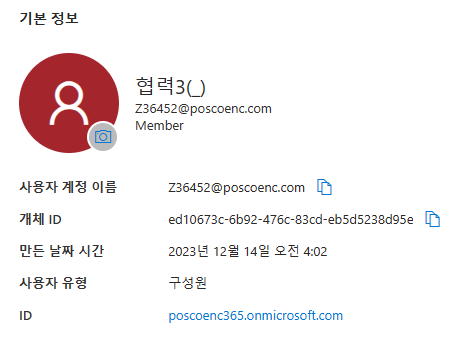 기본 정보
협력3(_)
Z36452@poscoenc.com
Member
사용자 계정 이름 Z36452@poscoenc.com
개체 ID ed10673c-6b92-476c-83cd-eb5d5238d95e
만든 날짜 시간 2023년 12월 14일 오전 4:02
사용자 유형 구성원
ID poscoenc365.onmicrosoft.com